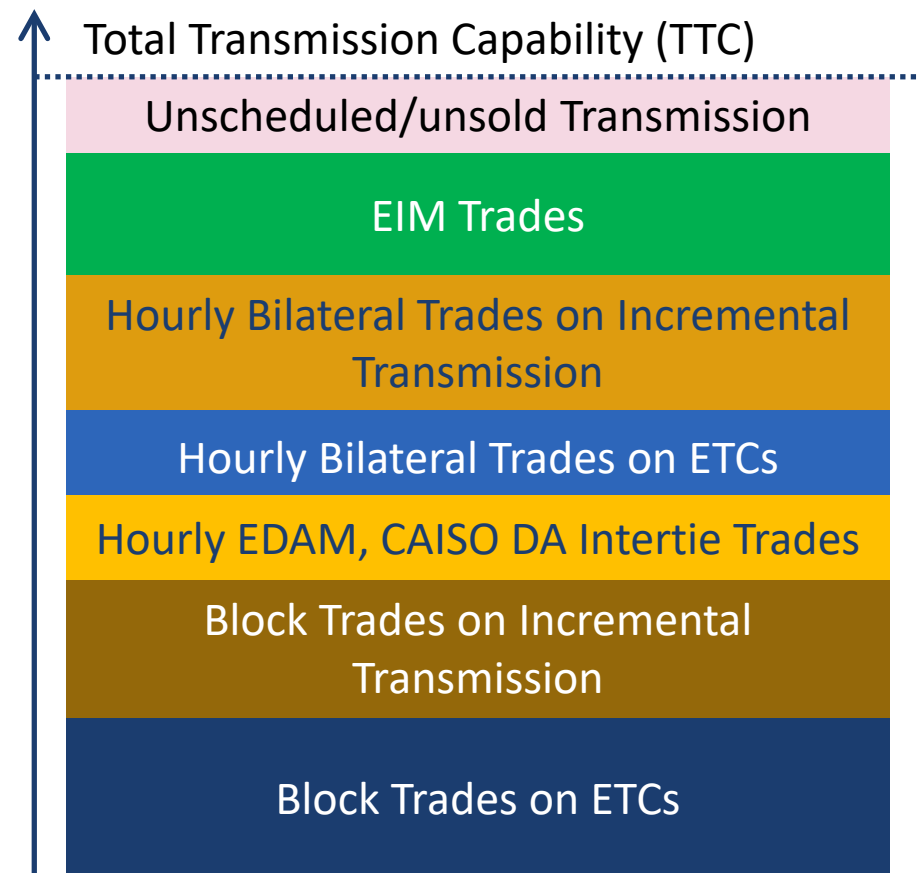 Total Transmission Capability (TTC)
Unscheduled/unsold Transmission
EIM Trades
Hourly Bilateral Trades on Incremental
Transmission
Hourly Bilateral Trades on ETCs
Hourly EDAM, CAISO DA Intertie Trades
Block Trades on Incremental
Transmission
Block Trades on ETCs